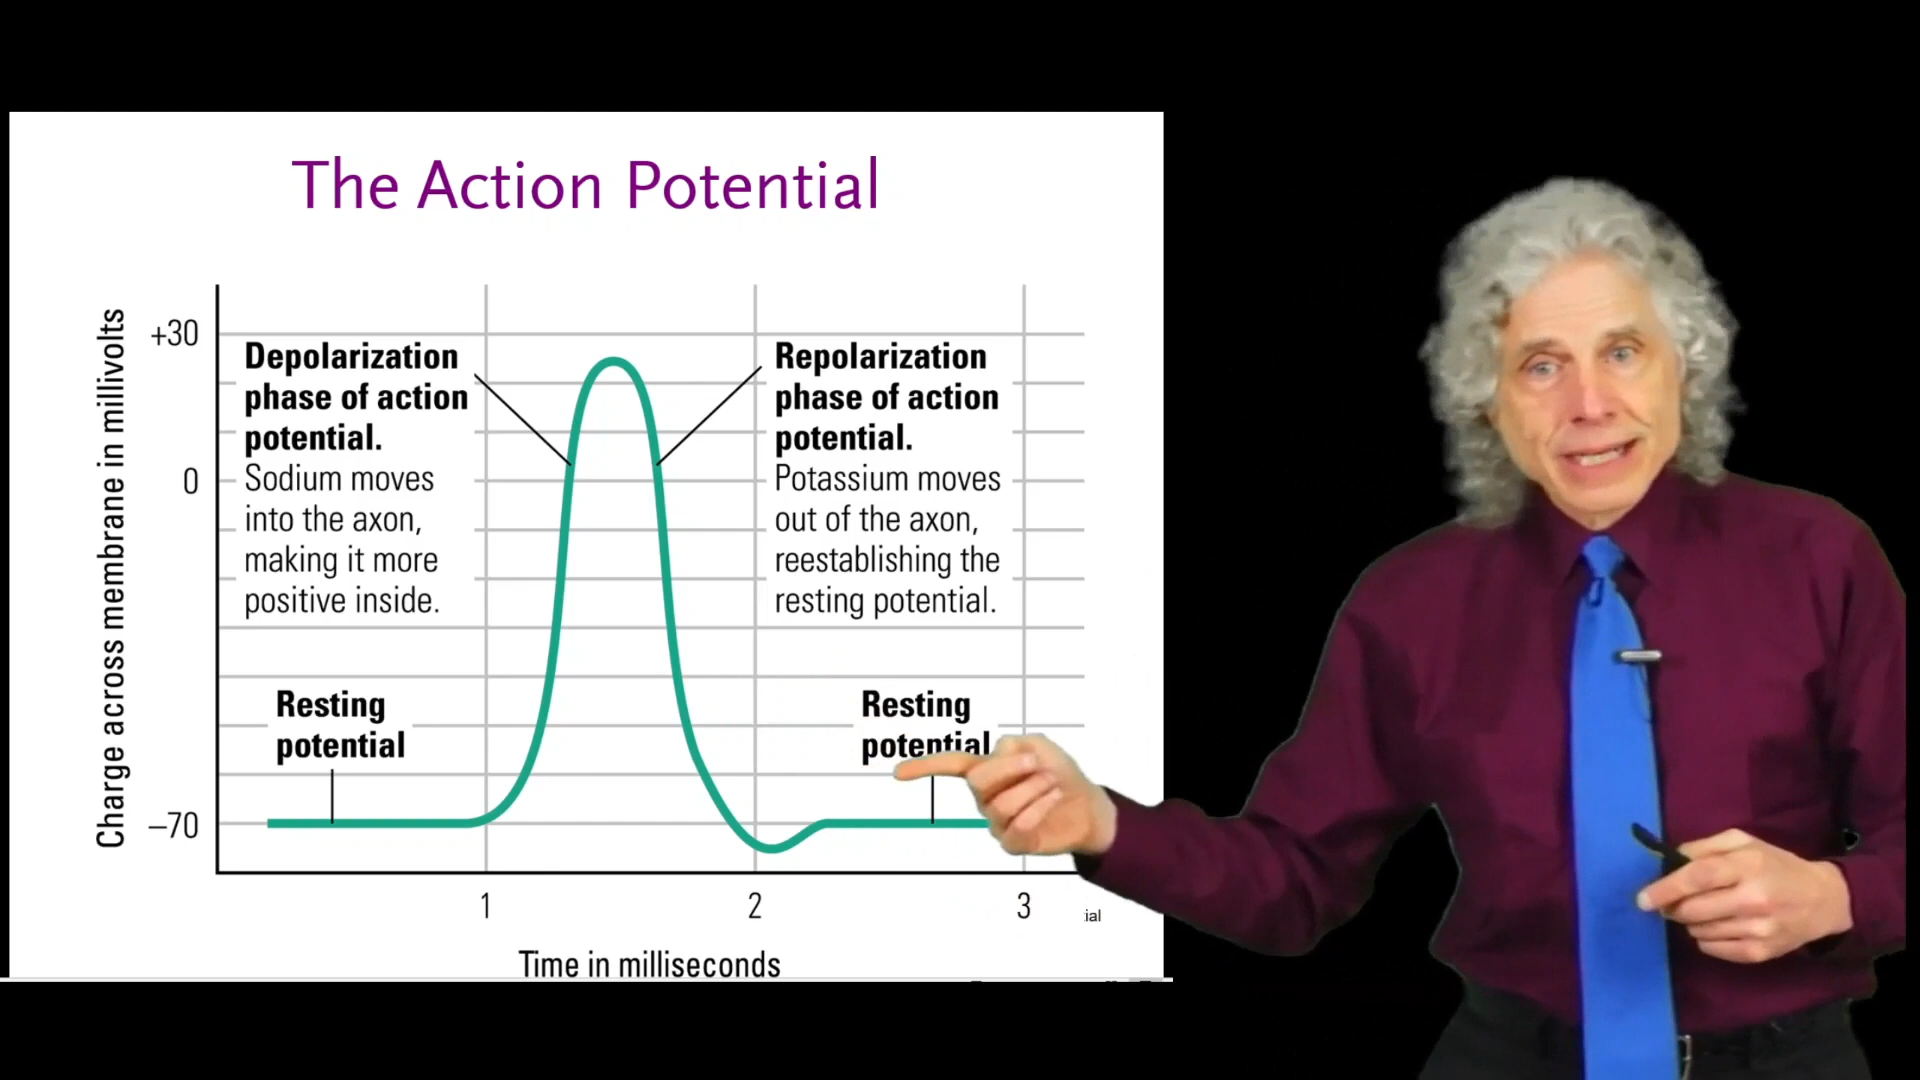 The Action Potential
Charge across membrane in millivolts
+30
0
–70
Depolarization
phase of action
potential.
Sodium moves
into the axon,
making it more
positive inside.
Repolarization
phase of action
potential.
Potassium moves
out of the axon,
reestablishing the
resting potential.
Resting
potential
Resting
potential
1
2
3
ial
Time in milliseconds